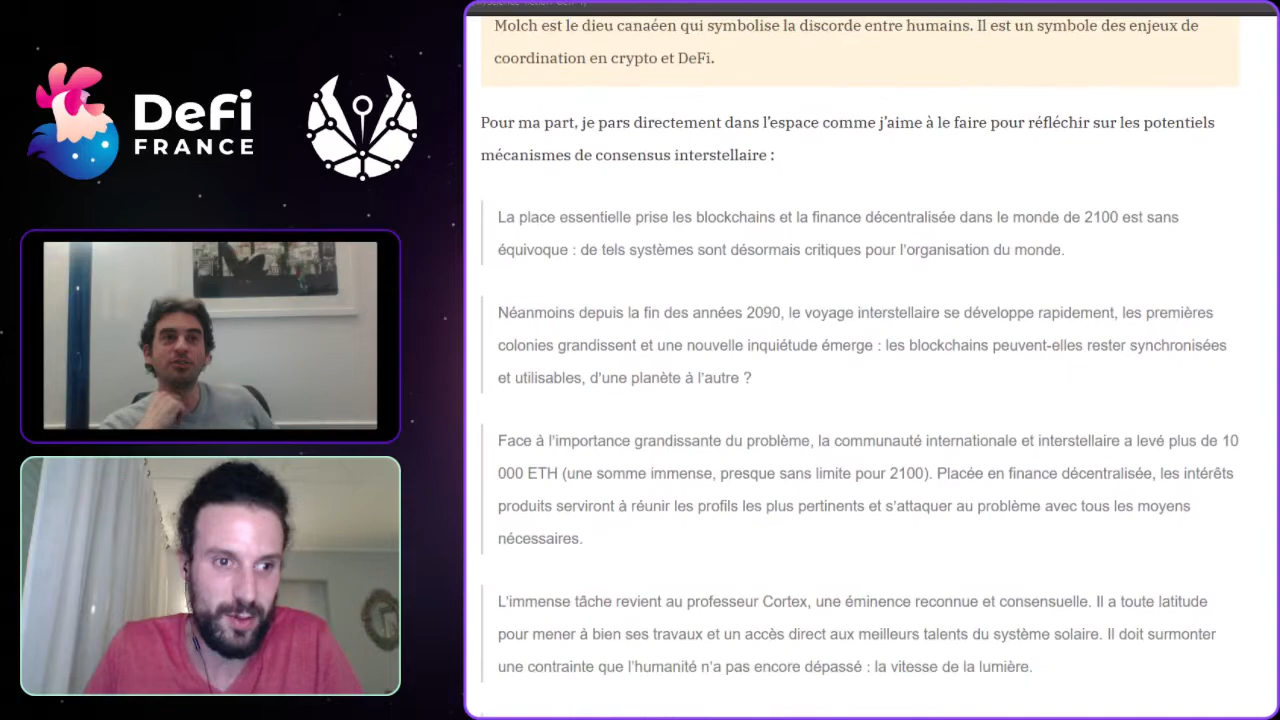 DeFi
FRANCE
Molch est le dieu canaéen qui symbolise la discorde entre humains. Il est un symbole des enjeux de
coordination en crypto et DeFi.
Pour ma part, je pars directement dans l'espace comme j'aime à le faire pour réfléchir sur les potentiels
mécanismes de consensus interstellaire :
La place essentielle prise les blockchains et la finance décentralisée dans le monde de 2100 est sans
équivoque : de tels systèmes sont désormais critiques pour l'organisation du monde.
Néanmoins depuis la fin des années 2090, le voyage interstellaire se développe rapidement, les premières
colonies grandissent et une nouvelle inquiétude émerge : les blockchains peuvent-elles rester synchronisées
et utilisables, d'une planète à l'autre ?
Face à l'importance grandissante du problème, la communauté internationale et interstellaire a levé plus de 10
000 ETH (une somme immense, presque sans limite pour 2100). Placée en finance décentralisée, les intérêts
produits serviront à réunir les profils les plus pertinents et s'attaquer au problème avec tous les moyens
nécessaires.
L'immense tâche revient au professeur Cortex, une éminence reconnue et consensuelle. Il a toute latitude
pour mener à bien ses travaux et un accès direct aux meilleurs talents du système solaire. Il doit surmonter
une contrainte que l'humanité n'a pas encore dépassé : la vitesse de la lumière.